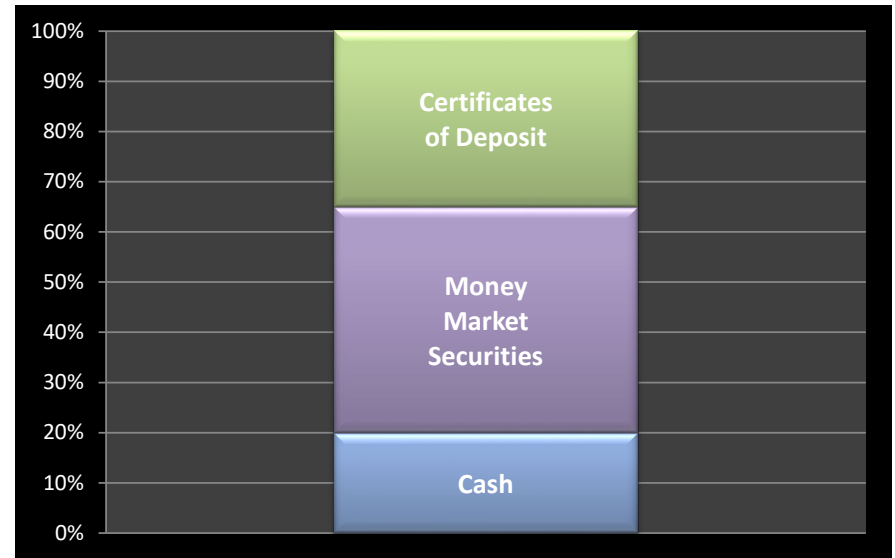 100%
90%
80%
70%
60%
50%
40%
30%
20%
10%
0%
Certificates
of Deposit
Money
Market
Securities
Cash